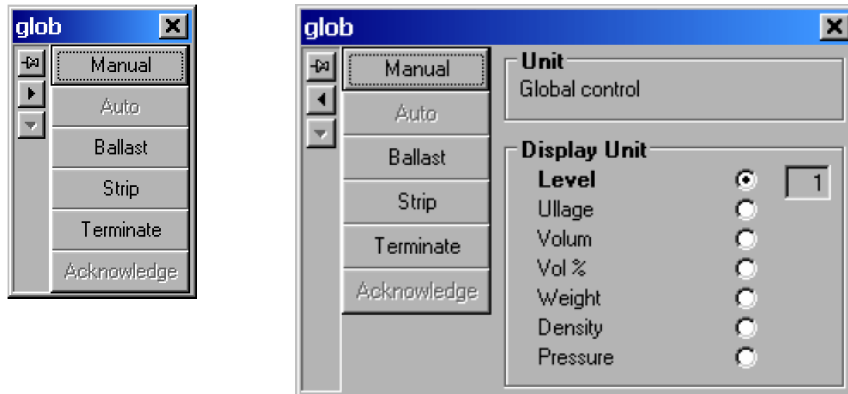 glob
Manual
Auto
Ballast
Strip
Terminate
Acknowledge
glob
Manual
Auto
Ballast
Strip
Terminate
Acknowledge
Unit
Global control
Display Unit
Level 1
Ullage
Volum
Vol %
Weight
Density
Pressure